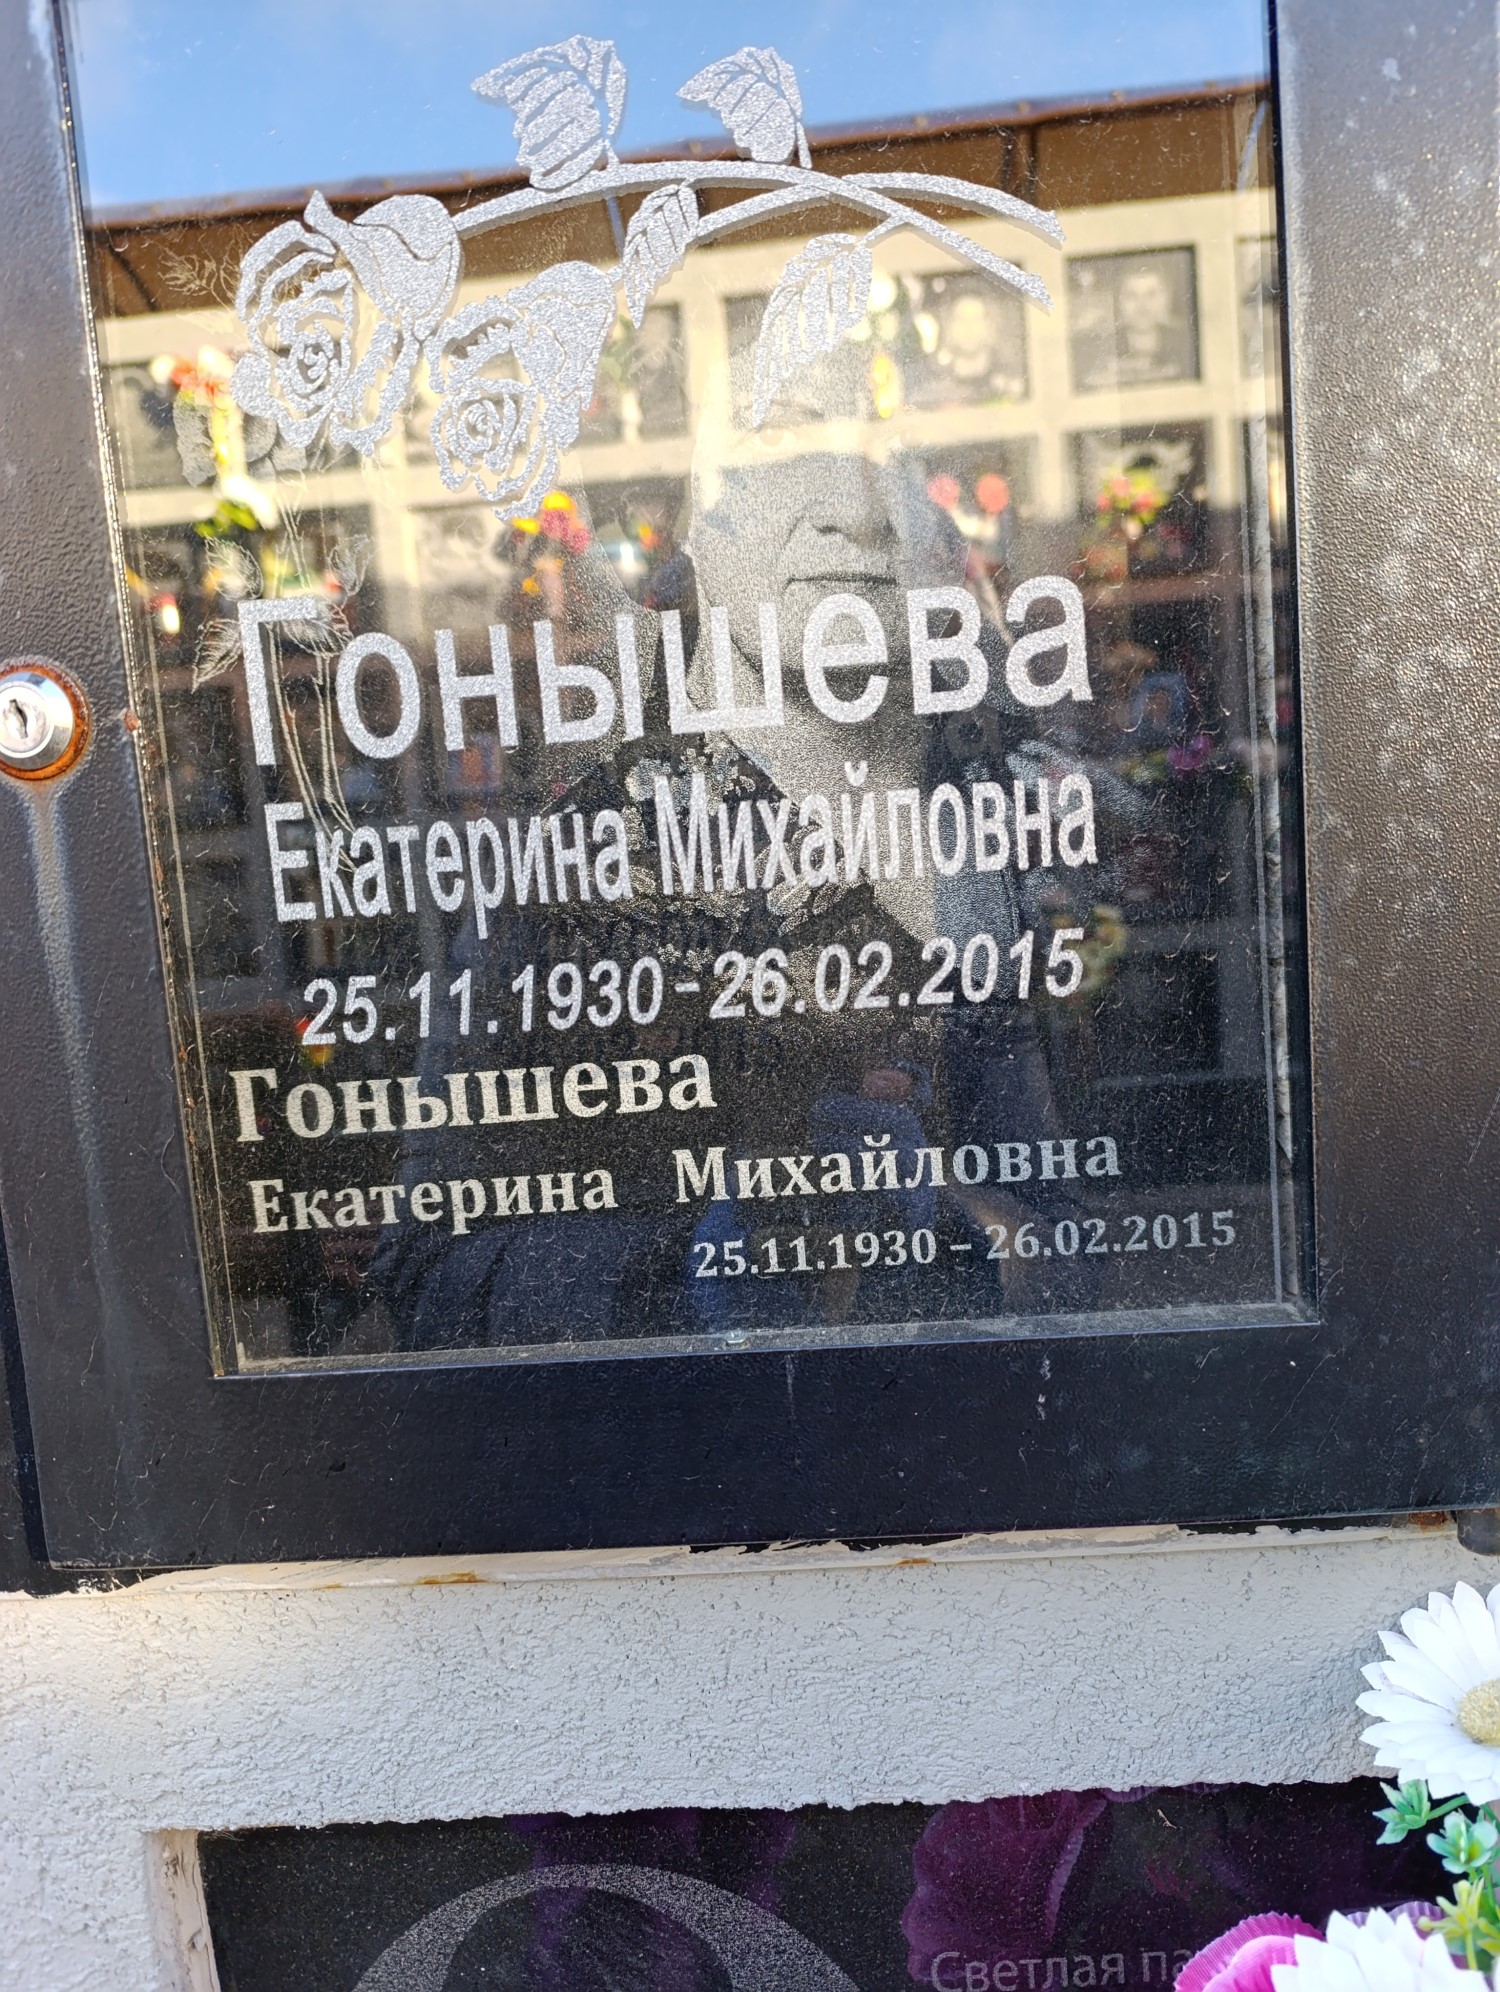 Гонышева
Екатерина Михайловна
25.11.1930-26.02.2015
Гонышева
Екатерина Михайловна
25.11.1930 – 26.02.2015
Светлая